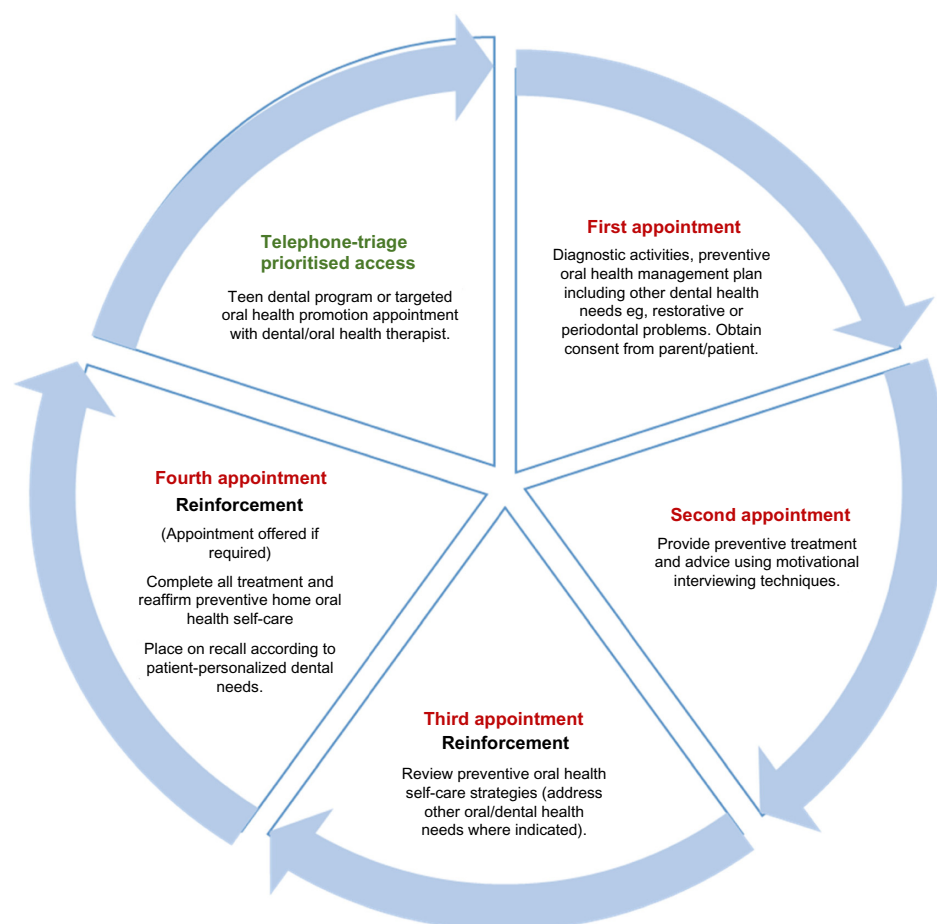 Telephone-triage
prioritised access
Teen dental program or targeted
oral health promotion appointment
with dental/oral health therapist.
First appointment
Diagnostic activities, preventive
oral health management plan
including other dental health
needs eg, restorative or
periodontal problems. Obtain
consent from parent/patient.
Second appointment
Provide preventive treatment
and advice using motivational
interviewing techniques.
Third appointment
Reinforcement
Review preventive oral health
self-care strategies (address
other oral/dental health
needs where indicated).
Fourth appointment
Reinforcement
(Appointment offered if
required)
Complete all treatment and
reaffirm preventive home oral
health self-care
Place on recall according to
patient-personalized dental
needs.